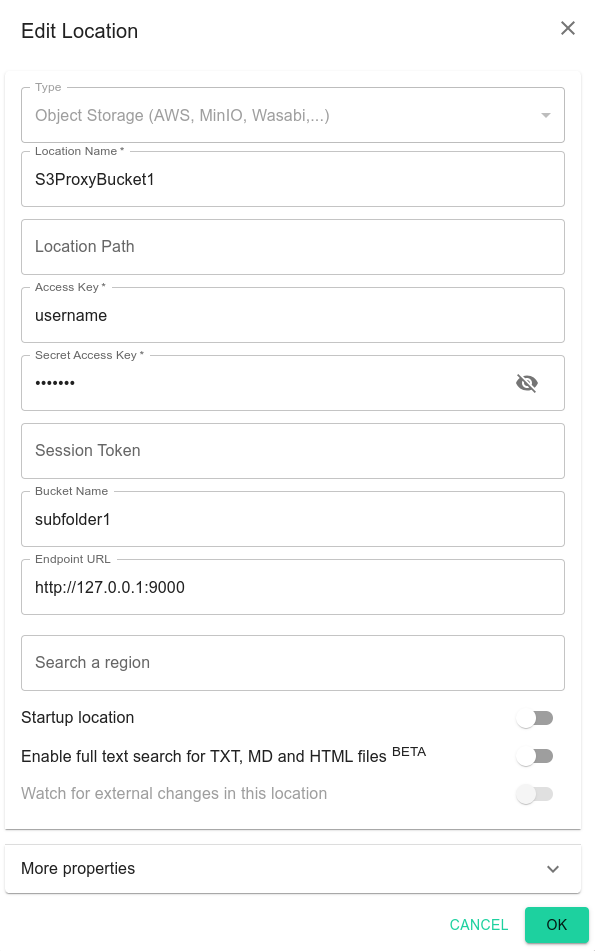 Edit Location
Type
Object Storage (AWS, MinIO, Wasabi,...)
Location Name *
S3ProxyBucket1
Location Path
Access Key *
username
Secret Access Key *
•••••••
Session Token
Bucket Name
subfolder1
Endpoint URL
http://127.0.0.1:9000
Search a region
Startup location
Enable full text search for TXT, MD and HTML files BETA
Watch for external changes in this location
More properties
CANCEL OK